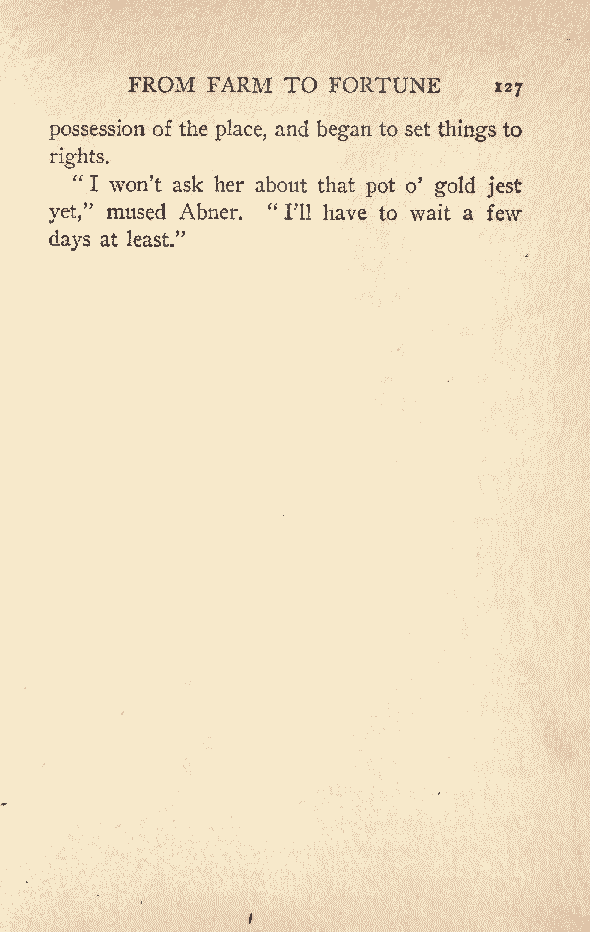 FROM FARM TO FORTUNE 127
possession of the place, and began to set things to
rights.
“ I won’t ask her about that pot o’ gold jest
yet,” mused Abner. “ I’ll have to wait a few
days at least.”